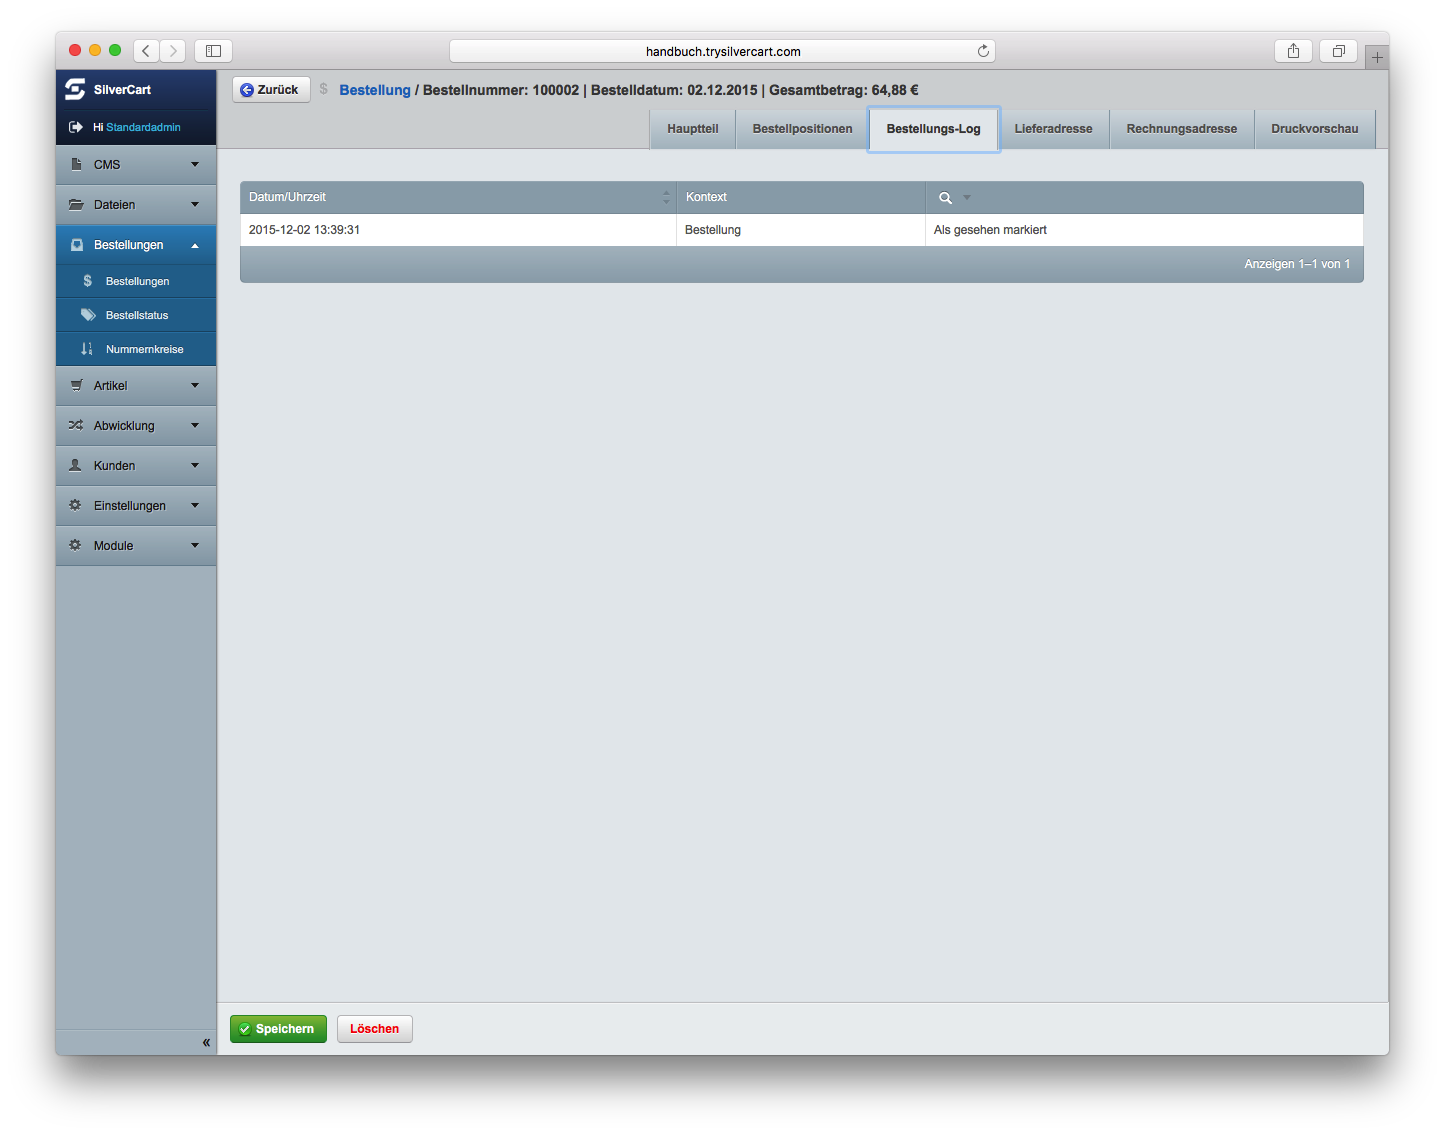 handbuch.trysilvercart.com
SilverCart
Hi Standardadmin
CMS
Dateien
Bestellungen
$ Bestellungen
Bestellstatus
Nummernkreise
Artikel
Abwicklung
Kunden
Einstellungen
Module
«
Zurück $ Bestellung / Bestellnummer: 100002 | Bestelldatum: 02.12.2015 | Gesamtbetrag: 64,88 €
Hauptteil Bestellpositionen Bestellungs-Log Lieferadresse Rechnungsadresse Druckvorschau
Datum/Uhrzeit Kontext
2015-12-02 13:39:31 Bestellung Als gesehen markiert
Anzeigen 1–1 von 1
Speichern Löschen